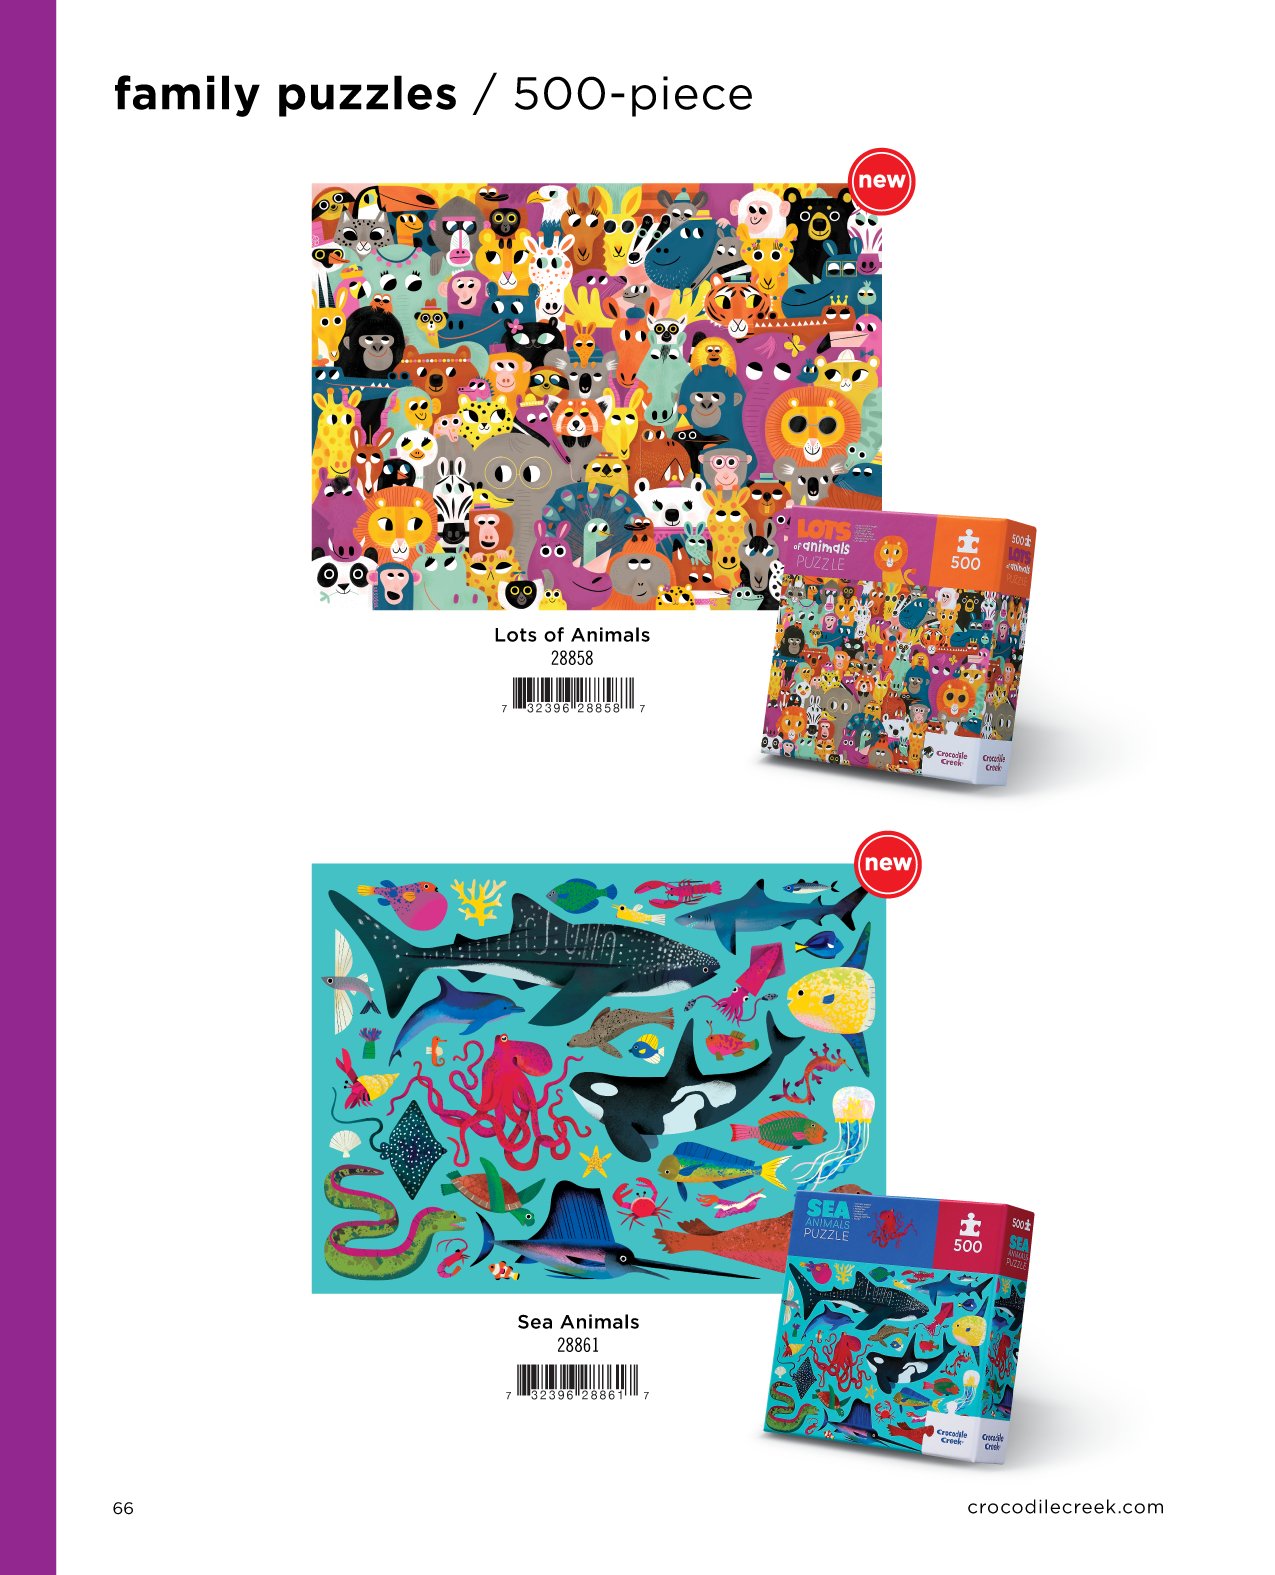 family puzzles / 500-piece
new
LOTS
of animals
PUZZLE
500
500
LOTS
of animals
PUZZLE
Crocodile
Creek
Crocodile
Creek
Lots of Animals
28858
7 32396 28858 7
new
SEA
ANIMALS
PUZZLE
500
500
SEA
ANIMALS
PUZZLE
Crocodile
Creek
Crocodile
Creek
Sea Animals
28861
7 32396 28861 7
66
crocodilecreek.com